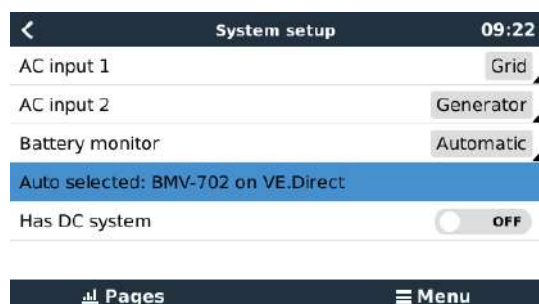 System setup 09:22
AC input 1 Grid
AC input 2 Generator
Battery monitor Automatic
Auto selected: BMV-702 on VE.Direct
Has DC system OFF
Pages Menu